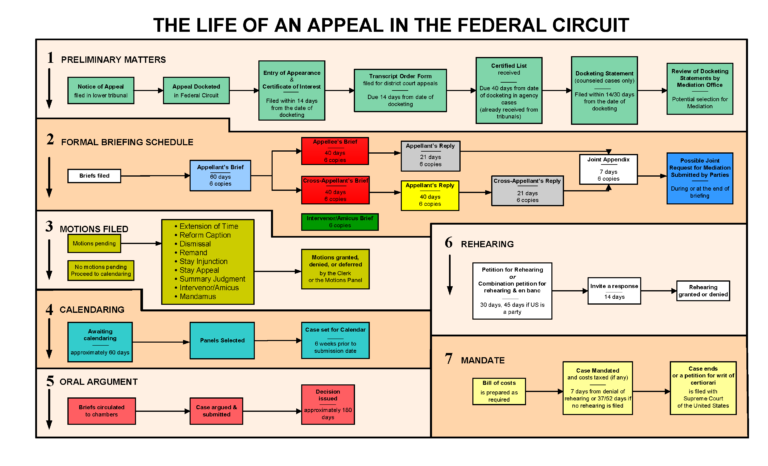 THE LIFE OF AN APPEAL IN THE FEDERAL CIRCUIT
1 PRELIMINARY MATTERS
Notice of Appeal
filed in lower tribunal
Appeal Docketed
in Federal Circuit
Entry of Appearance
&
Certificate of Interest
Filed within 14 days
from the date of
docketing
Transcript Order Form
filed for district court appeals
Due 14 days from date of
docketing
Certified List
received
Due 40 days from date
of docketing in agency
cases
(already received from
tribunals)
Docketing Statement
(counseled cases only)
Filed within 14/30 days
from the date of
docketing
Review of Docketing
Statements by
Mediation Office
Potential selection for
Mediation
2 FORMAL BRIEFING SCHEDULE
Briefs filed
Appellant's Brief
60 days
6 copies
Appellee's Brief
40 days
6 copies
Appellant's Reply
21 days
6 copies
Cross-Appellant's Brief
40 days
6 copies
Appellant's Reply
40 days
6 copies
Cross-Appellant's Reply
21 days
6 copies
Intervenor/Amicus Brief
6 copies
Joint Appendix
7 days
6 copies
Possible Joint
Request for Mediation
Submitted by Parties
During or at the end of
briefing
3 MOTIONS FILED
Motions pending
No motions pending
Proceed to calendaring
• Extension of Time
• Reform Caption
• Dismissal
• Remand
• Stay Injunction
• Stay Appeal
• Summary Judgment
• Intervenor/Amicus
• Mandamus
Motions granted,
denied, or deferred
by the Clerk
or the Motions Panel
4 CALENDARING
Awaiting
calendaring
approximately 60 days
Panels Selected
Case set for Calendar
6 weeks prior to
submission date
5 ORAL ARGUMENT
Briefs circulated
to chambers
Case argued &
submitted
Decision
issued
approximately 160
days
6 REHEARING
Petition for Rehearing
or
Combination petition for
rehearing & en banc
30 days, 45 days if US is
a party
Invite a response
14 days
Rehearing
granted or denied
7 MANDATE
Bill of costs
is prepared as
required
Case Mandated
and costs taxed (if any)
7 days from denial of
rehearing or 37/52 days if
no rehearing is filed
Case ends
or a petition for writ of
certiorari
is filed with
Supreme Court
of the United States